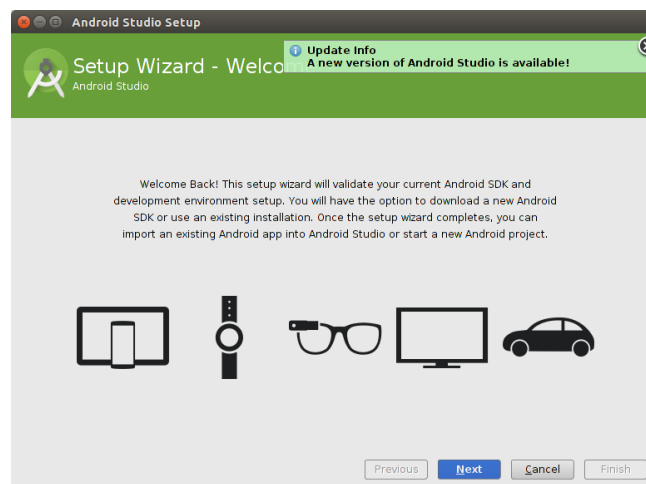 Android Studio Setup
Update Info
A new version of Android Studio is available!
Setup Wizard - Welcom
Android Studio
Welcome Back! This setup wizard will validate your current Android SDK and
development environment setup. You will have the option to download a new Android
SDK or use an existing installation. Once the setup wizard completes, you can
import an existing Android app into Android Studio or start a new Android project.
Previous Next Cancel Finish